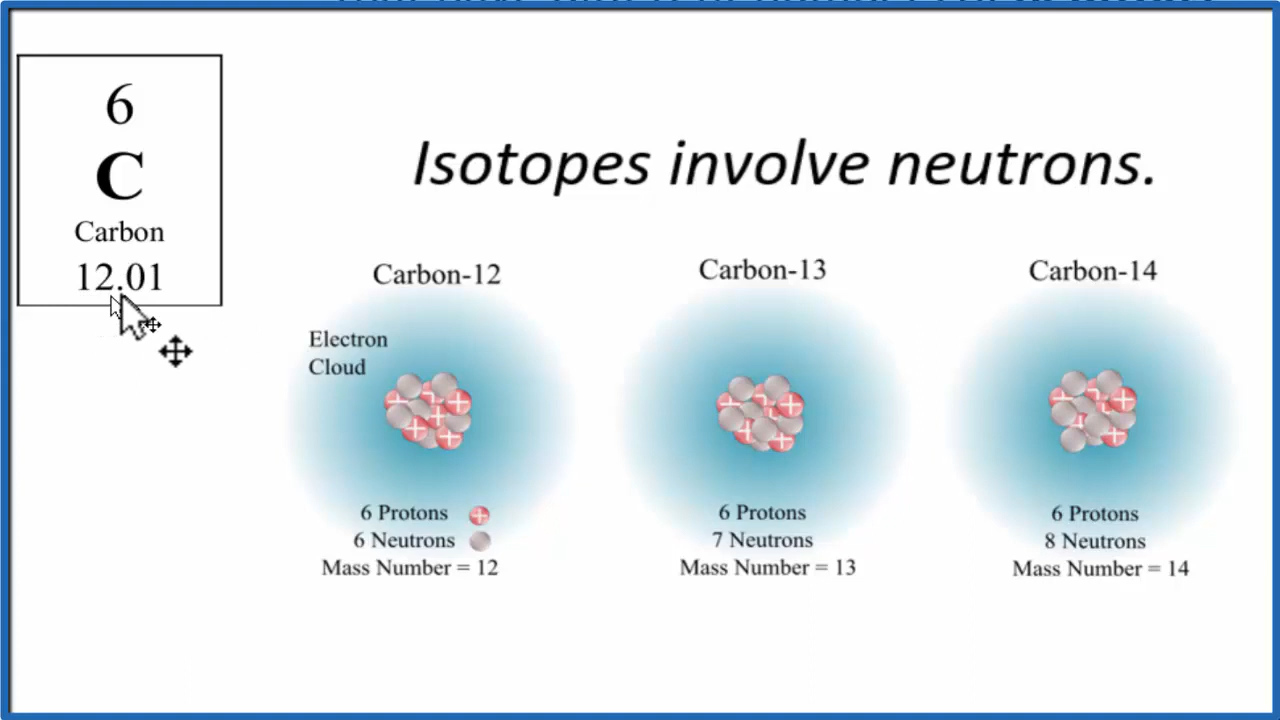 6
C
Carbon
12.01
Isotopes involve neutrons.
Carbon-12
Electron
Cloud
6 Protons
6 Neutrons
Mass Number = 12
Carbon-13
6 Protons
7 Neutrons
Mass Number = 13
Carbon-14
6 Protons
8 Neutrons
Mass Number = 14